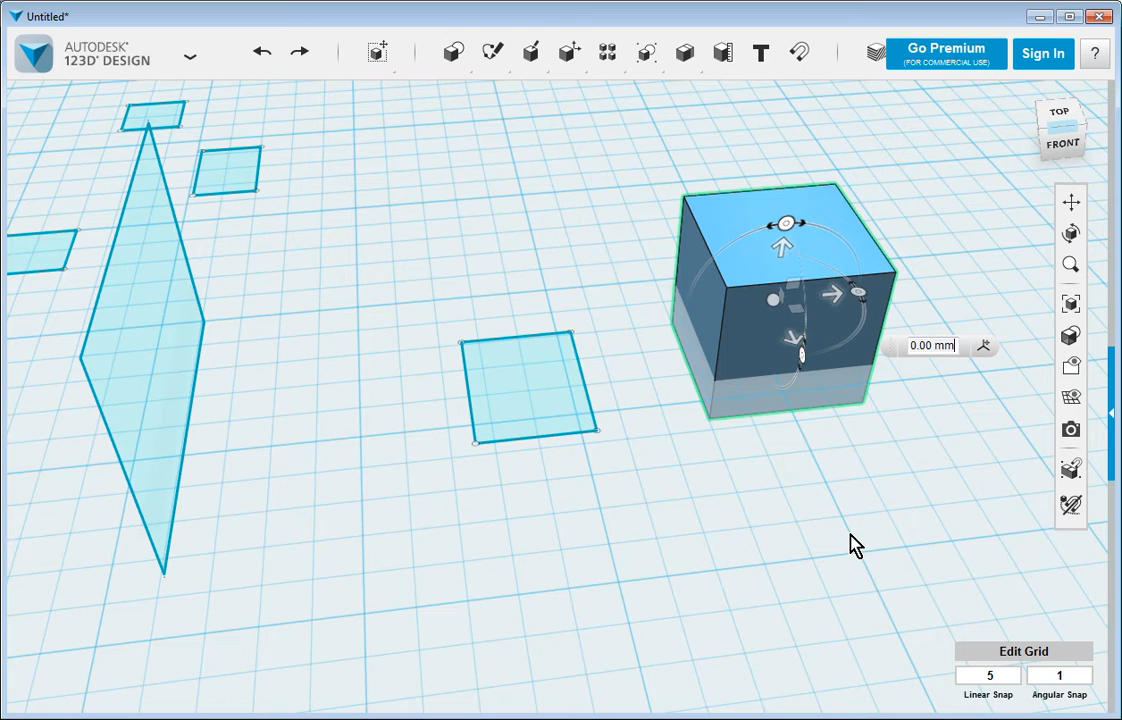 Untitled*
AUTODESK®
123D® DESIGN
T
Go Premium
(FOR COMMERCIAL USE)
Sign In
?
TOP
FRONT
0.00 mm
Edit Grid
5
1
Linear Snap
Angular Snap